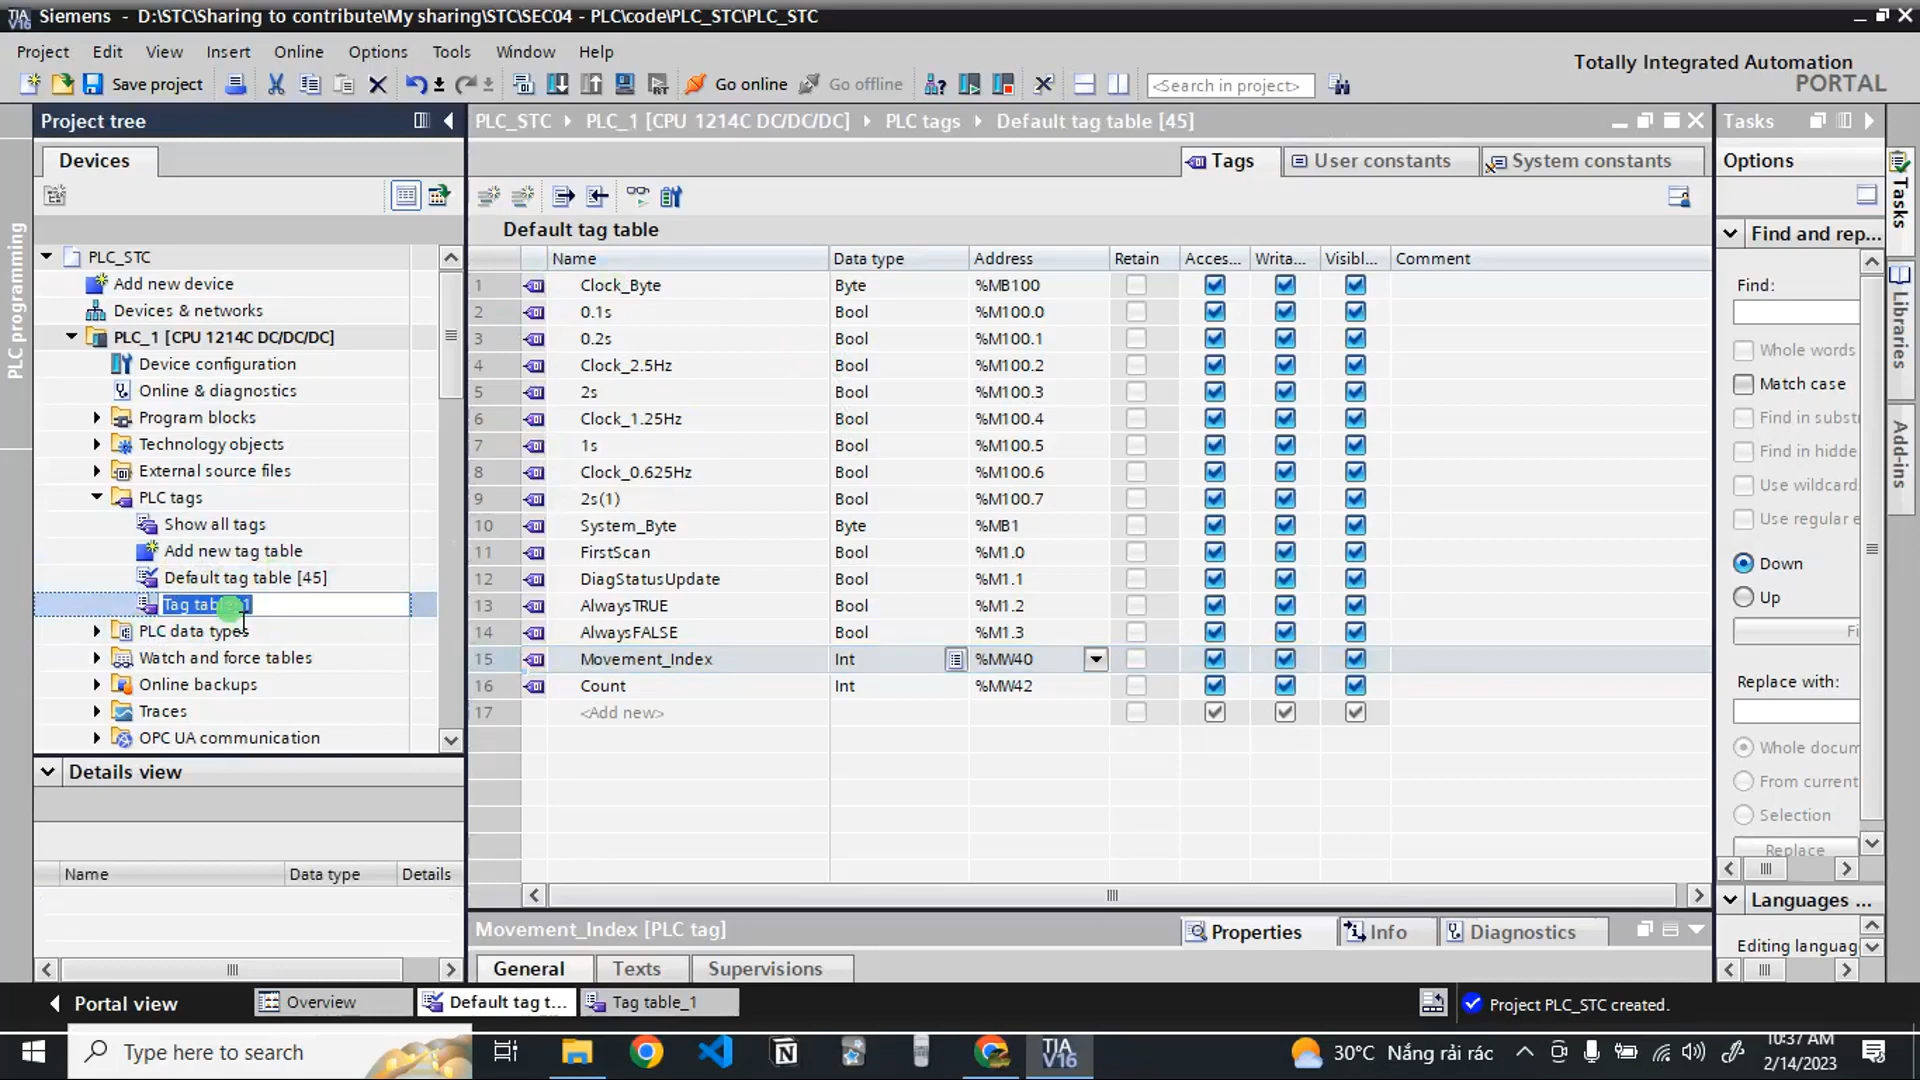 TIA V16 Siemens - D:\STC\Sharing to contribute\My sharing\STC\SEC04 - PLC\code\PLC_STC\PLC_STC
Project Edit View Insert Online Options Tools Window Help
Totally Integrated Automation
PORTAL
Save project Go online Go offline <Search in project>
Project tree
PLC_STC PLC_1 [CPU 1214C DC/DC/DC] PLC tags Default tag table [45]
Tasks
Devices
Tags User constants System constants
Options
Default tag table
Name Data type Address Retain Acces... Writa... Visibl... Comment
1 Clock_Byte Byte %MB100
2 0.1s Bool %M100.0
3 0.2s Bool %M100.1
4 Clock_2.5Hz Bool %M100.2
5 2s Bool %M100.3
6 Clock_1.25Hz Bool %M100.4
7 1s Bool %M100.5
8 Clock_0.625Hz Bool %M100.6
9 2s(1) Bool %M100.7
10 System_Byte Byte %MB1
11 FirstScan Bool %M1.0
12 DiagStatusUpdate Bool %M1.1
13 AlwaysTRUE Bool %M1.2
14 AlwaysFALSE Bool %M1.3
15 Movement_Index Int %MW40
16 Count Int %MW42
17 <Add new>
PLC programming
PLC_STC
Add new device
Devices & networks
PLC_1 [CPU 1214C DC/DC/DC]
Device configuration
Online & diagnostics
Program blocks
Technology objects
External source files
PLC tags
Show all tags
Add new tag table
Default tag table [45]
PLC data types
Watch and force tables
Online backups
Traces
OPC UA communication
Details view
Name Data type Details
Find and rep...
Find:
Whole words
Match case
Find in substr
Find in hidde
Use wildcard
Use regular e
Down
Up
Fi
Replace with:
Whole docum
From current
Selection
Replace
Languages ...
Editing languag
Tasks
Libraries
Add-ins
Movement_Index [PLC tag]
Properties Info Diagnostics
General Texts Supervisions
Portal view Overview Default tag t... Tag table_1
Project PLC_STC created.
Type here to search
TIA V16
30°C Nắng rải rác
10:37 AM
2/14/2023